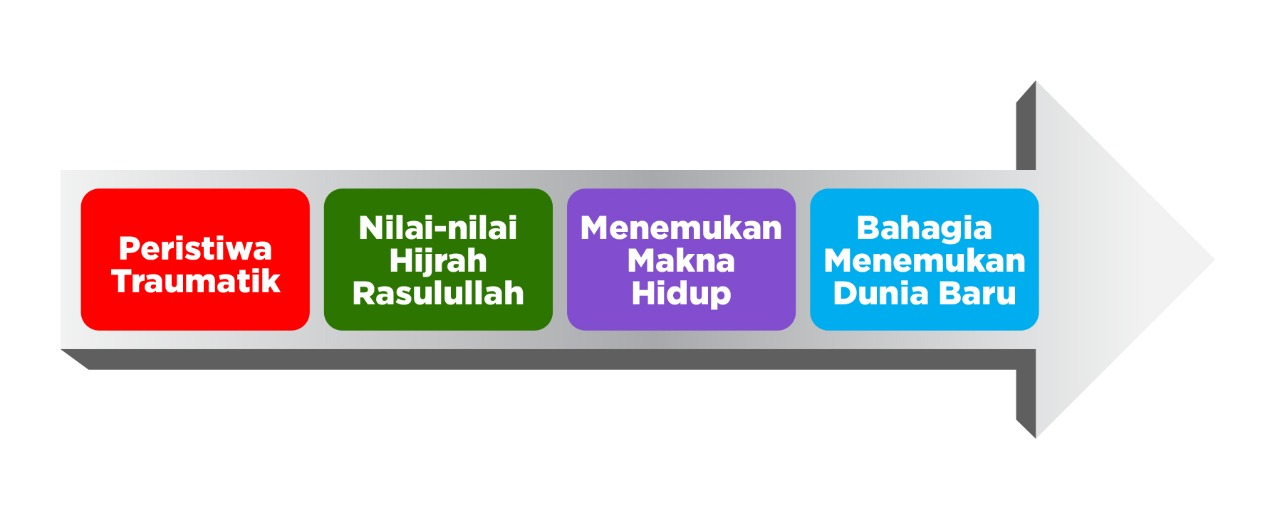 Peristiwa
Traumatik
Nilai-nilai
Hijrah
Rasulullah
Menemukan
Makna
Hidup
Bahagia
Menemukan
Dunia Baru